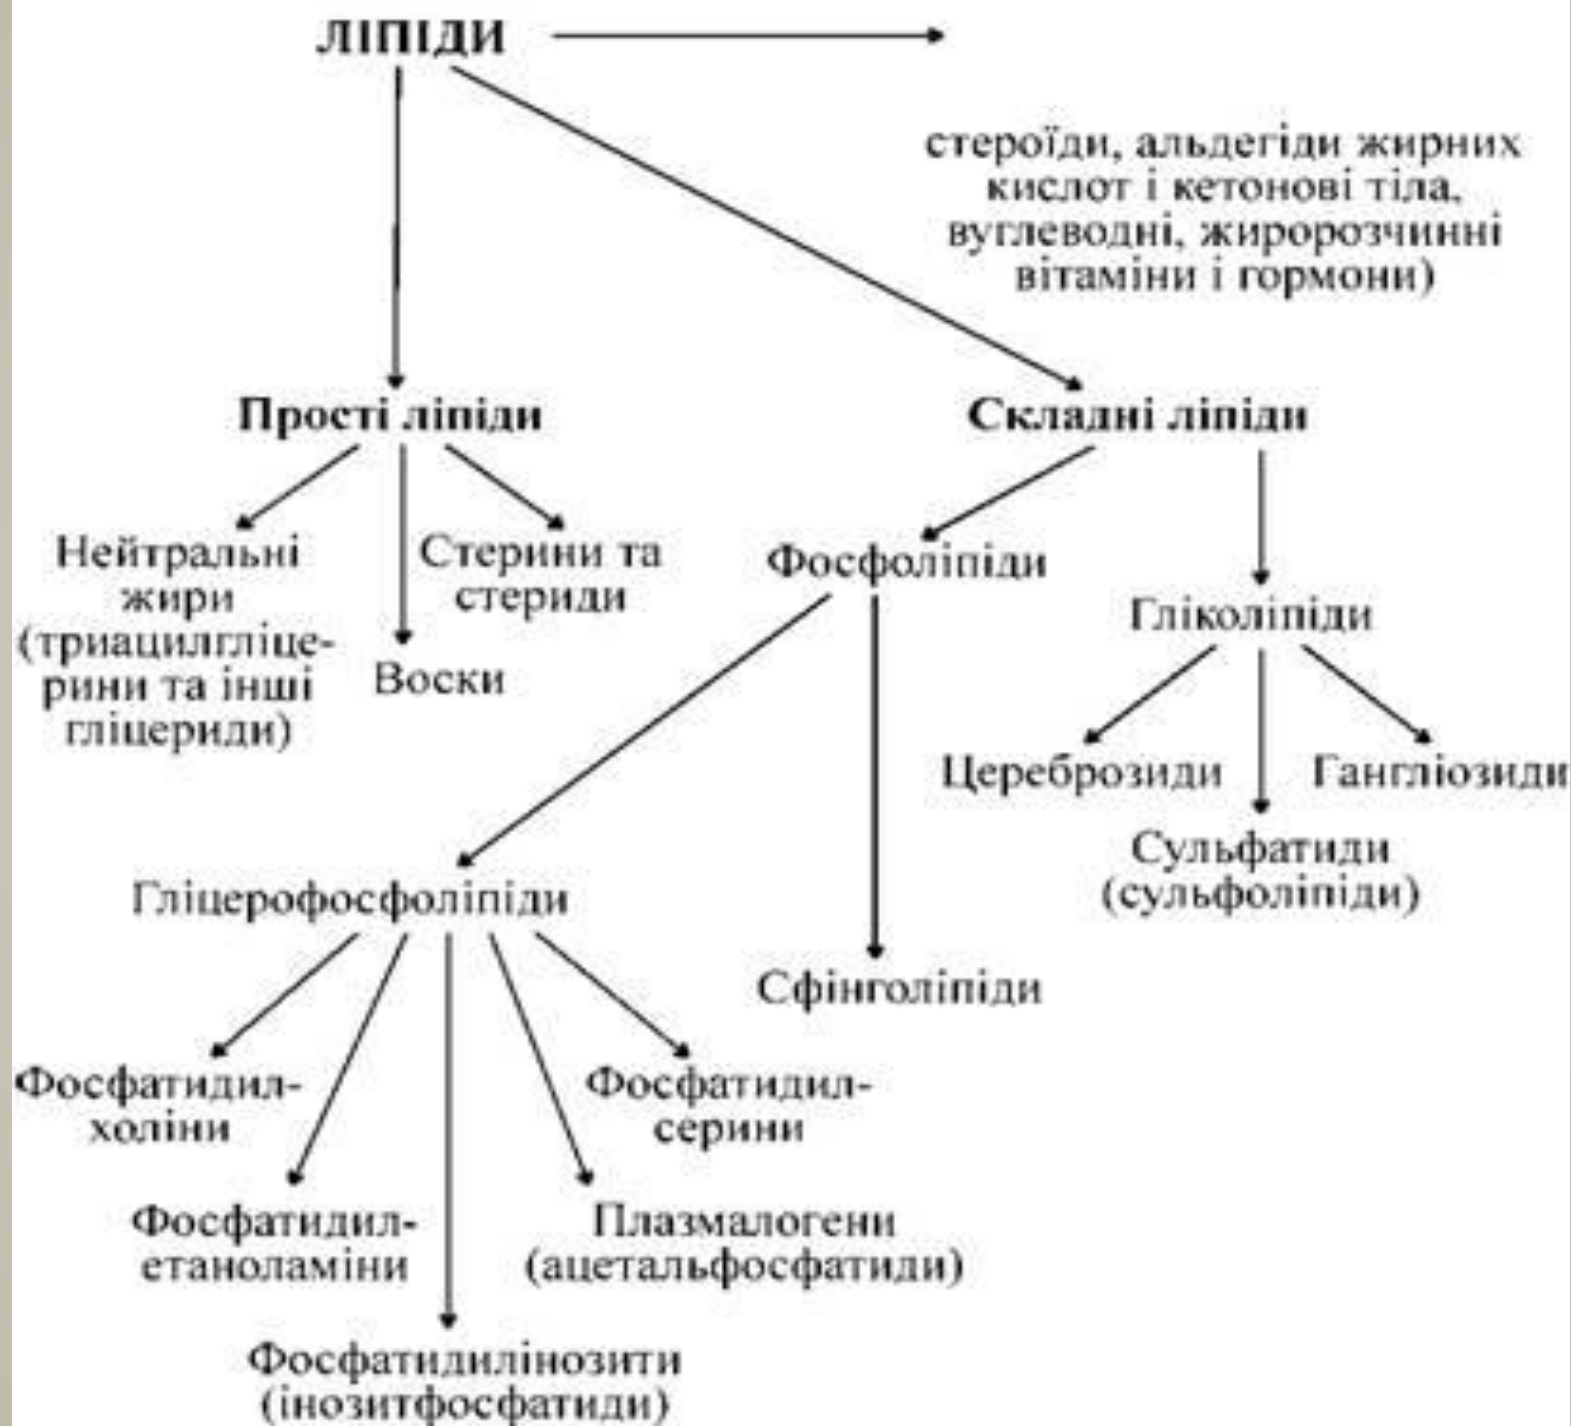 ЛІПІДИ
стероїди, альдегіди жирних
кислот і кетонові тіла,
вуглеводні, жиророзчинні
вітаміни і гормони)
Прості ліпіди
Складні ліпіди
Нейтральні
жири
(триацилгліце-
рини та інші
гліцериди)
Воски
Стерини та
стериди
Фосфоліпіди
Гліколіпіди
Цереброзиди
Сульфатиди
(сульфоліпіди)
Гангліозиди
Гліцерофосфоліпіди
Сфінголіпіди
Фосфатидил-
холіни
Фосфатидил-
етаноламіни
Фосфатидилінозити
(інозитфосфатиди)
Плазмалогени
(ацетальфосфатиди)
Фосфатидил-
серини